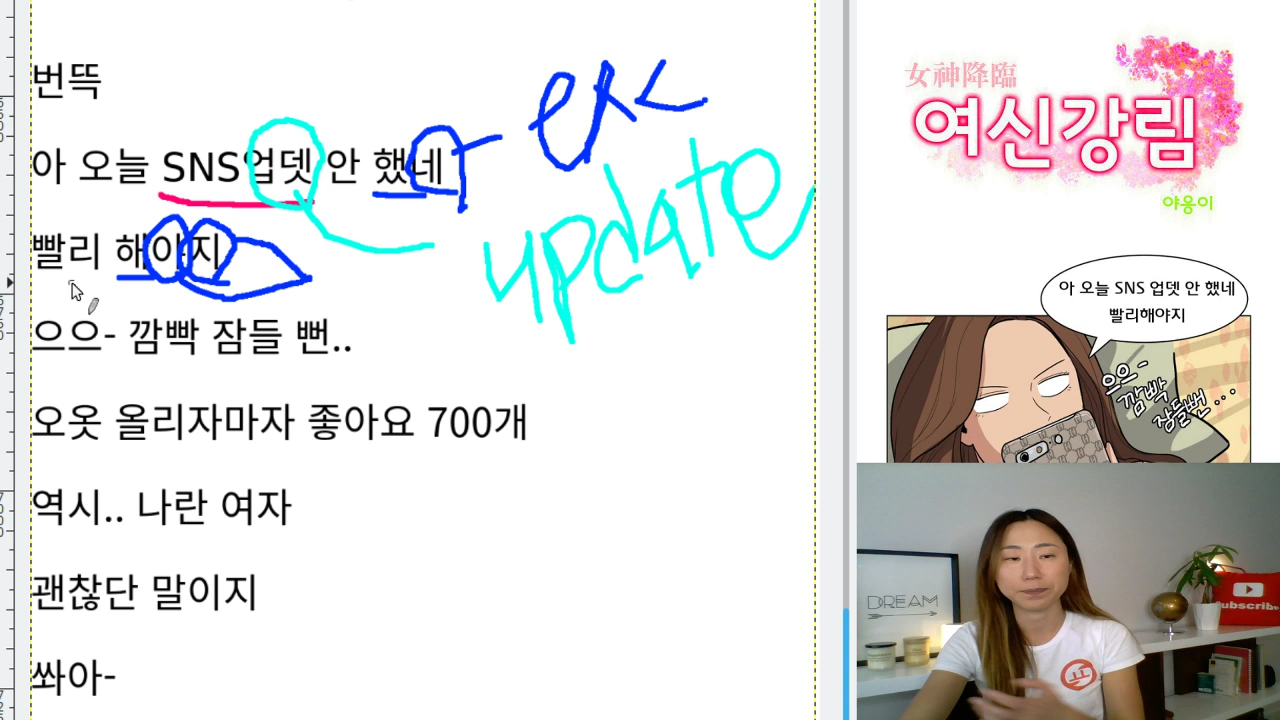 번뜩
아 오늘 SNS업뎃 안 했네
빨리 해야지
으으- 깜빡 잠들 뻔..
오옷 올리자마자 좋아요 700개
역시.. 나란 여자
괜찮단 말이지
쏴아-
update
女神降臨
여신강림
야옹이
아 오늘 SNS 업뎃 안 했네
빨리해야지
으으-
깜빡
잠들뻔...
DREAM
Subscribe